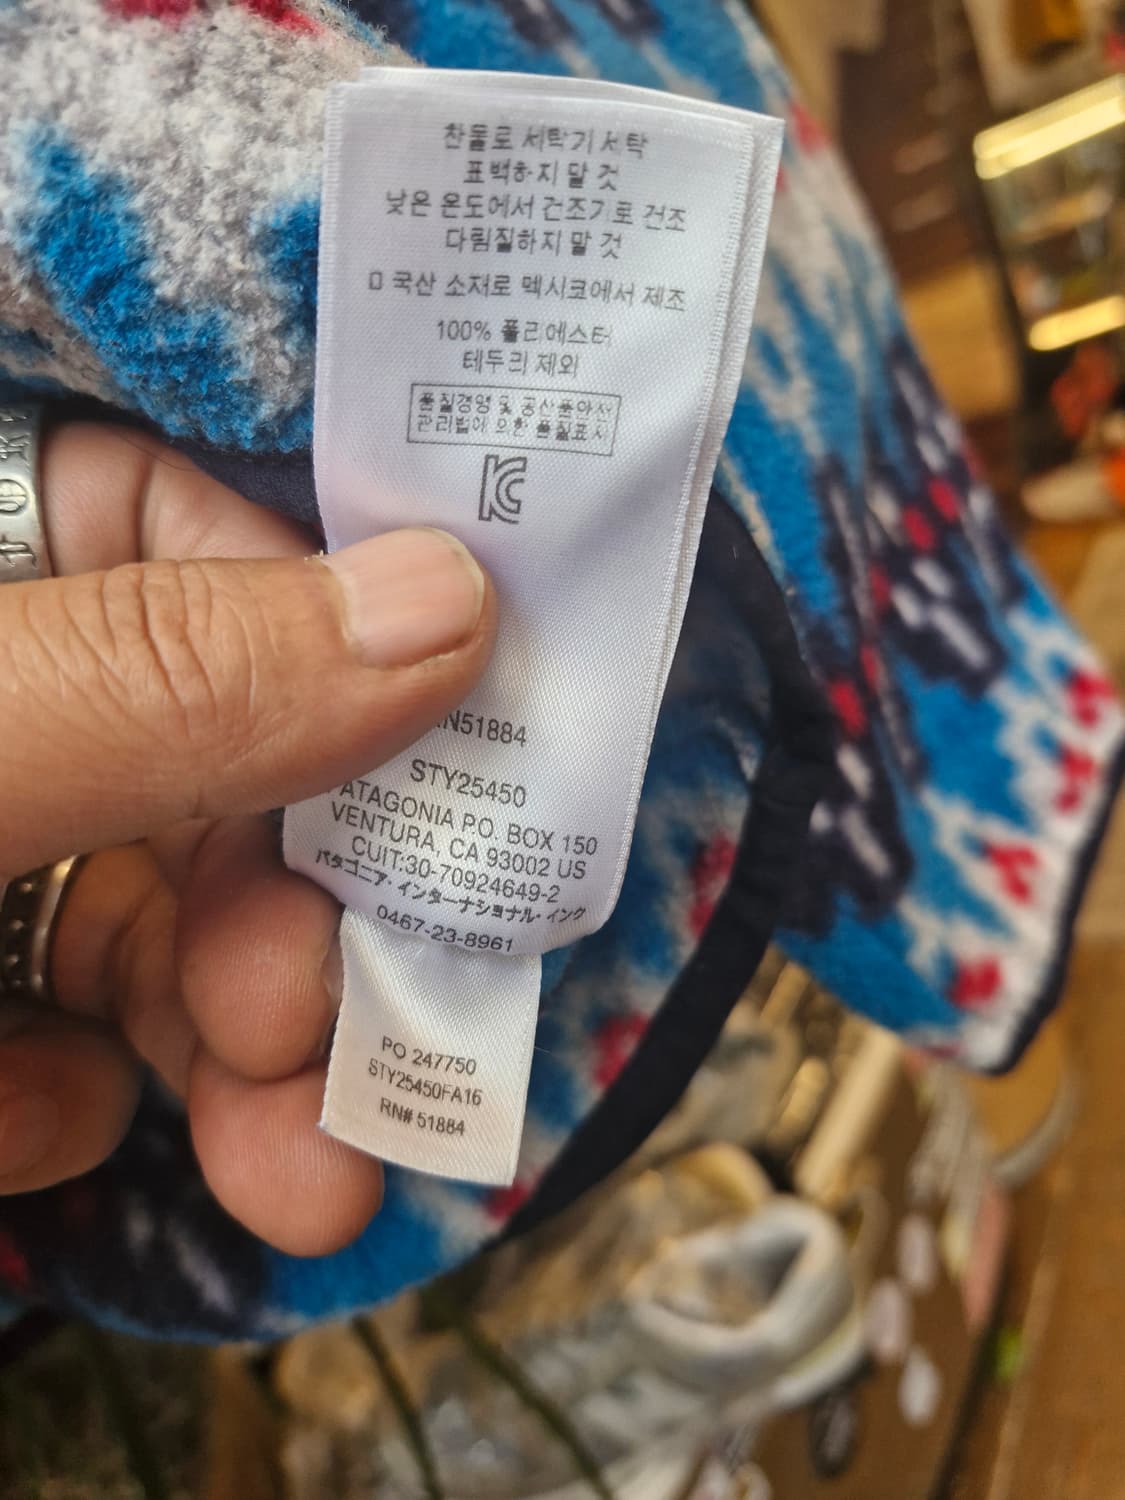 찬물로 세탁기 세탁
표백하지 말 것
낮은 온도에서 건조기로 건조
다림질하지 말 것
미국산 소재로 멕시코에서 제조
100% 폴리에스터
테두리 제외
품질경영 및 공산품안전
관리법에 의한 품질표시
KC
N51884
STY25450
ATAGONIA P.O. BOX 150
VENTURA, CA 93002 US
CUIT:30-70924649-2
パタゴニア・インターナショナル・インク
0467-23-8961
PO 247750
STY25450FA16
RN# 51884